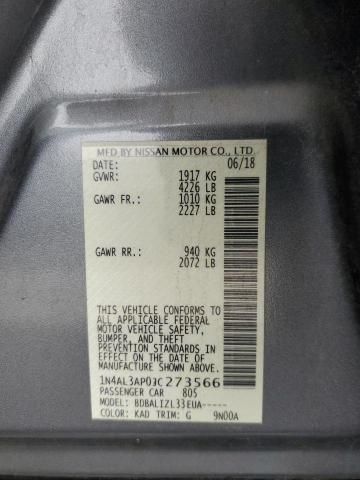 MFD BY NISSAN MOTOR CO., LTD.
DATE: 06/18
GVWR: 1917 KG
4226 LB
GAWR FR.: 1010 KG
2227 LB
GAWR RR.: 940 KG
2072 LB
THIS VEHICLE CONFORMS TO
ALL APPLICABLE FEDERAL
MOTOR VEHICLE SAFETY,
BUMPER, AND THEFT
PREVENTION STANDARDS IN
EFFECT ON THE DATE OF
MANUFACTURE SHOWN ABOVE.
1N4AL3AP0JC273566
PASSENGER CAR 805
MODEL: BDBALIZL33EUA-----
COLOR: KAD TRIM: G 9N00A